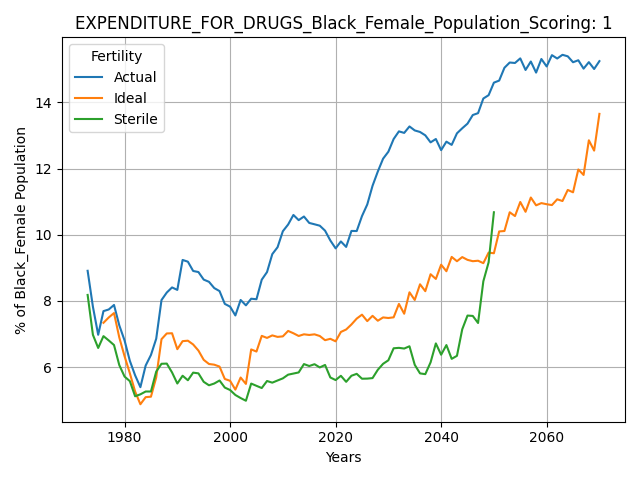 EXPENDITURE_FOR_DRUGS_Black_Female_Population_Scoring: 1
Fertility
Actual
Ideal
Sterile
% of Black_Female Population
14
12
10
8
6
1980
2000
2020
2040
2060
Years